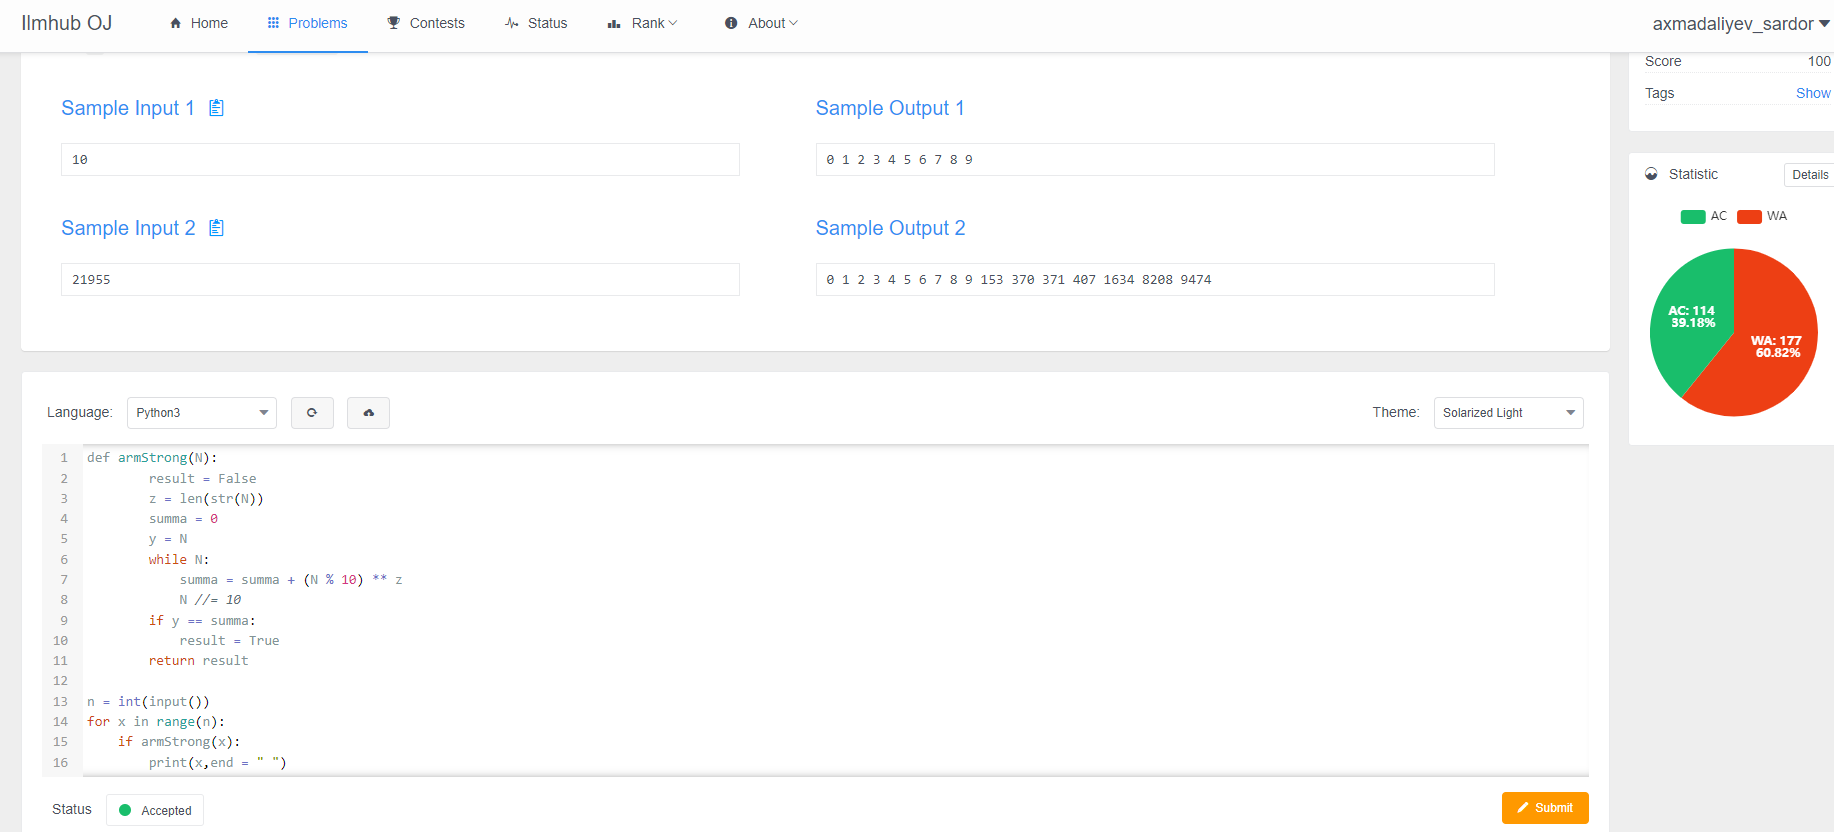 Ilmhub OJ
Home
Problems
Contests
Status
Rank
About
axmadaliyev_sardor
Score 100
Tags Show
Sample Input 1
Sample Output 1
10
0 1 2 3 4 5 6 7 8 9
Sample Input 2
Sample Output 2
21955
0 1 2 3 4 5 6 7 8 9 153 370 371 407 1634 8208 9474
Statistic
Details
AC WA
AC: 114
39.18%
WA: 177
60.82%
Language: Python3
Theme: Solarized Light
1 def armStrong(N):
2 result = False
3 z = len(str(N))
4 summa = 0
5 y = N
6 while N:
7 summa = summa + (N % 10) ** z
8 N //= 10
9 if y == summa:
10 result = True
11 return result
12
13 n = int(input())
14 for x in range(n):
15 if armStrong(x):
16 print(x,end = " ")
Status Accepted
Submit